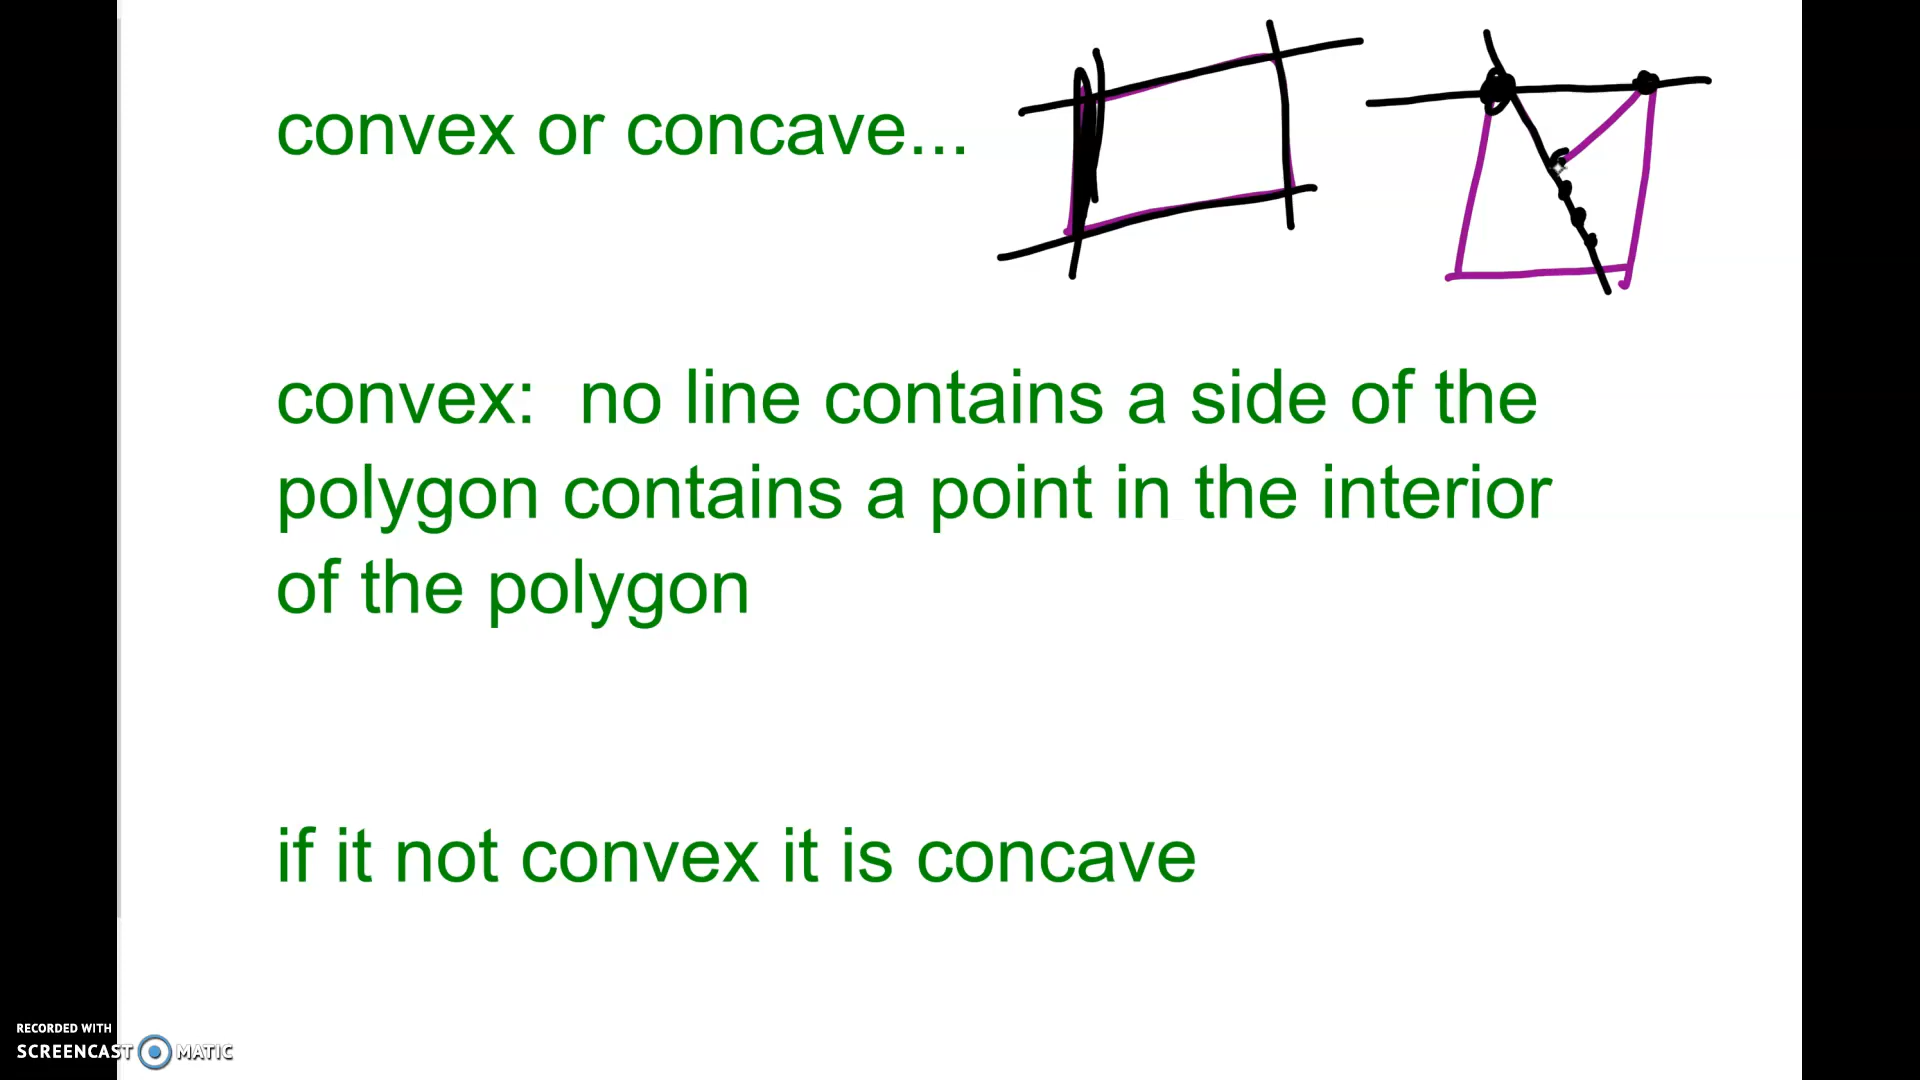 convex or concave...
convex: no line contains a side of the
polygon contains a point in the interior
of the polygon
if it not convex it is concave
RECORDED WITH
SCREENCAST MATIC